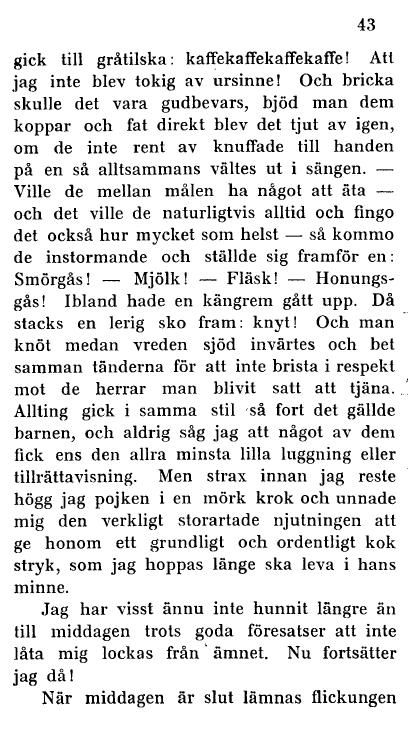 43
gick till gråtilska: kaffekaffekaffekaffe! Att
jag inte blev tokig av ursinne! Och bricka
skulle det vara gudbevars, bjöd man dem
koppar och fat direkt blev det tjut av igen,
om de inte rent av knuffade till handen
på en så alltsammans vältes ut i sängen. —
Ville de mellan målen ha något att äta —
och det ville de naturligtvis alltid och fingo
det också hur mycket som helst — så kommo
de instormande och ställde sig framför en:
Smörgås! — Mjölk! — Fläsk! — Honungs-
gås! Ibland hade en kängrem gått upp. Då
stacks en lerig sko fram: knyt! Och man
knöt medan vreden sjöd invärtes och bet
samman tänderna för att inte brista i respekt
mot de herrar man blivit satt att tjäna.
Allting gick i samma stil så fort det gällde
barnen, och aldrig såg jag att något av dem
fick ens den allra minsta lilla luggning eller
tillrättavisning. Men strax innan jag reste
högg jag pojken i en mörk krok och unnade
mig den verkligt storartade njutningen att
ge honom ett grundligt och ordentligt kok
stryk, som jag hoppas länge ska leva i hans
minne.
Jag har visst ännu inte hunnit längre än
till middagen trots goda föresatser att inte
låta mig lockas från ämnet. Nu fortsätter
jag då!
När middagen är slut lämnas flickungen